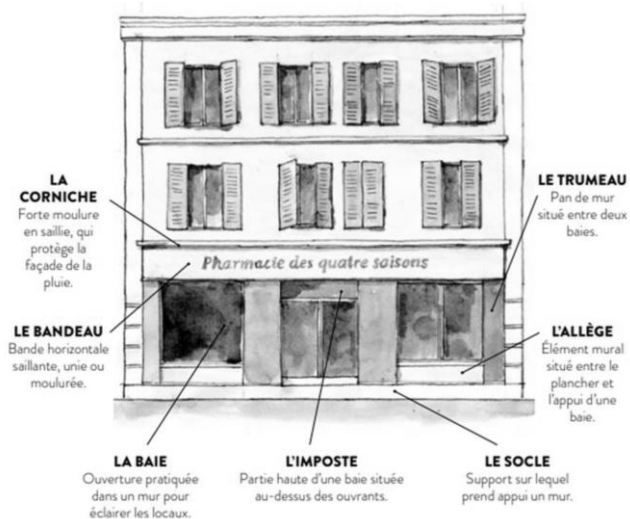 LA
CORNICHE
Forte moulure
en saillie, qui
protège la
façade de la
pluie.
LE TRUMEAU
Pan de mur
situé entre deux
baies.
Pharmacie des quatre saisons
LE BANDEAU
Bande horizontale
saillante, unie ou
moulurée.
L'ALLÈGE
Élément mural
situé entre le
plancher et
l'appui d'une
baie.
LA BAIE
Ouverture pratiquée
dans un mur pour
éclairer les locaux.
L'IMPOSTE
Partie haute d'une baie située
au-dessus des ouvrants.
LE SOCLE
Support sur lequel
prend appui un mur.